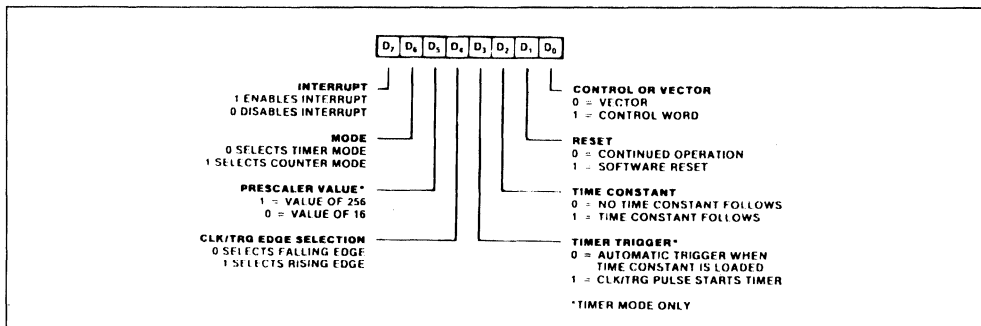 D7 D6 D5 D4 D3 D2 D1 D0
INTERRUPT
1 ENABLES INTERRUPT
0 DISABLES INTERRUPT
MODE
0 SELECTS TIMER MODE
1 SELECTS COUNTER MODE
PRESCALER VALUE*
1 = VALUE OF 256
0 = VALUE OF 16
CLK/TRG EDGE SELECTION
0 SELECTS FALLING EDGE
1 SELECTS RISING EDGE
CONTROL OR VECTOR
0 = VECTOR
1 = CONTROL WORD
RESET
0 = CONTINUED OPERATION
1 = SOFTWARE RESET
TIME CONSTANT
0 = NO TIME CONSTANT FOLLOWS
1 = TIME CONSTANT FOLLOWS
TIMER TRIGGER*
0 = AUTOMATIC TRIGGER WHEN
TIME CONSTANT IS LOADED
1 = CLK/TRG PULSE STARTS TIMER
*TIMER MODE ONLY